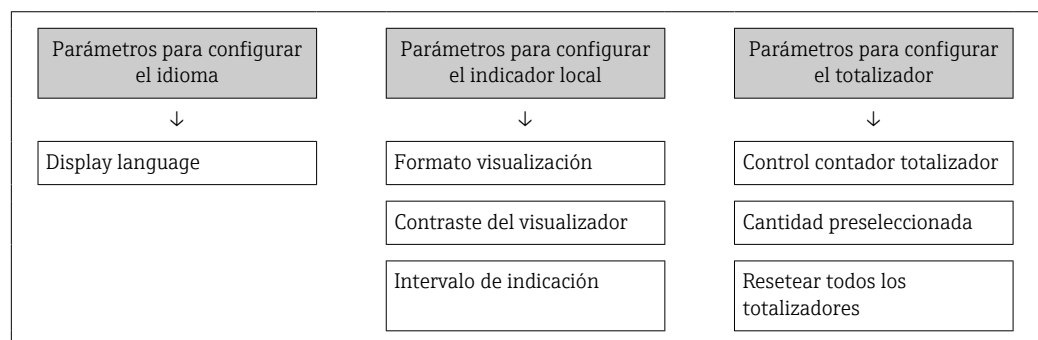 Parámetros para configurar
el idioma
↓
Display language
Parámetros para configurar
el indicador local
↓
Formato visualización
Contraste del visualizador
Intervalo de indicación
Parámetros para configurar
el totalizador
↓
Control contador totalizador
Cantidad preseleccionada
Resetear todos los
totalizadores